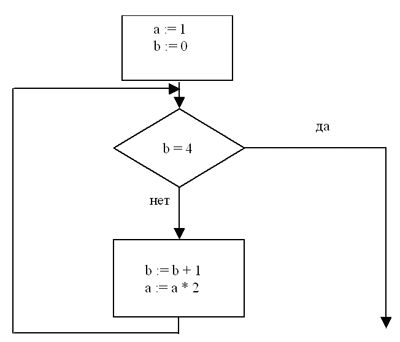 a := 1
b := 0
b = 4
да
нет
b := b + 1
a := a * 2